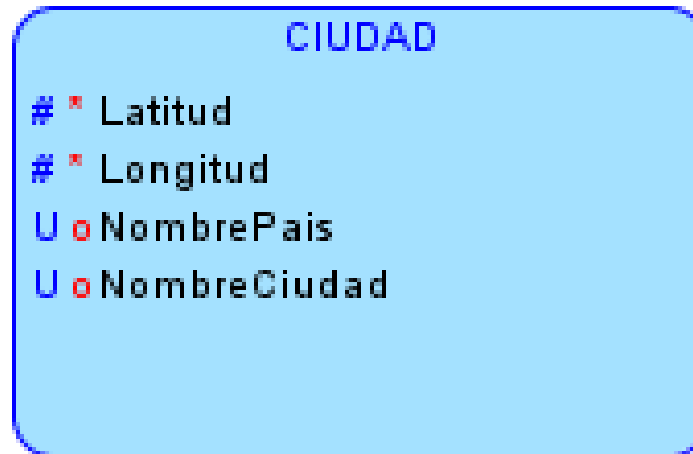 CIUDAD
# * Latitud
# * Longitud
U o NombrePais
U o NombreCiudad